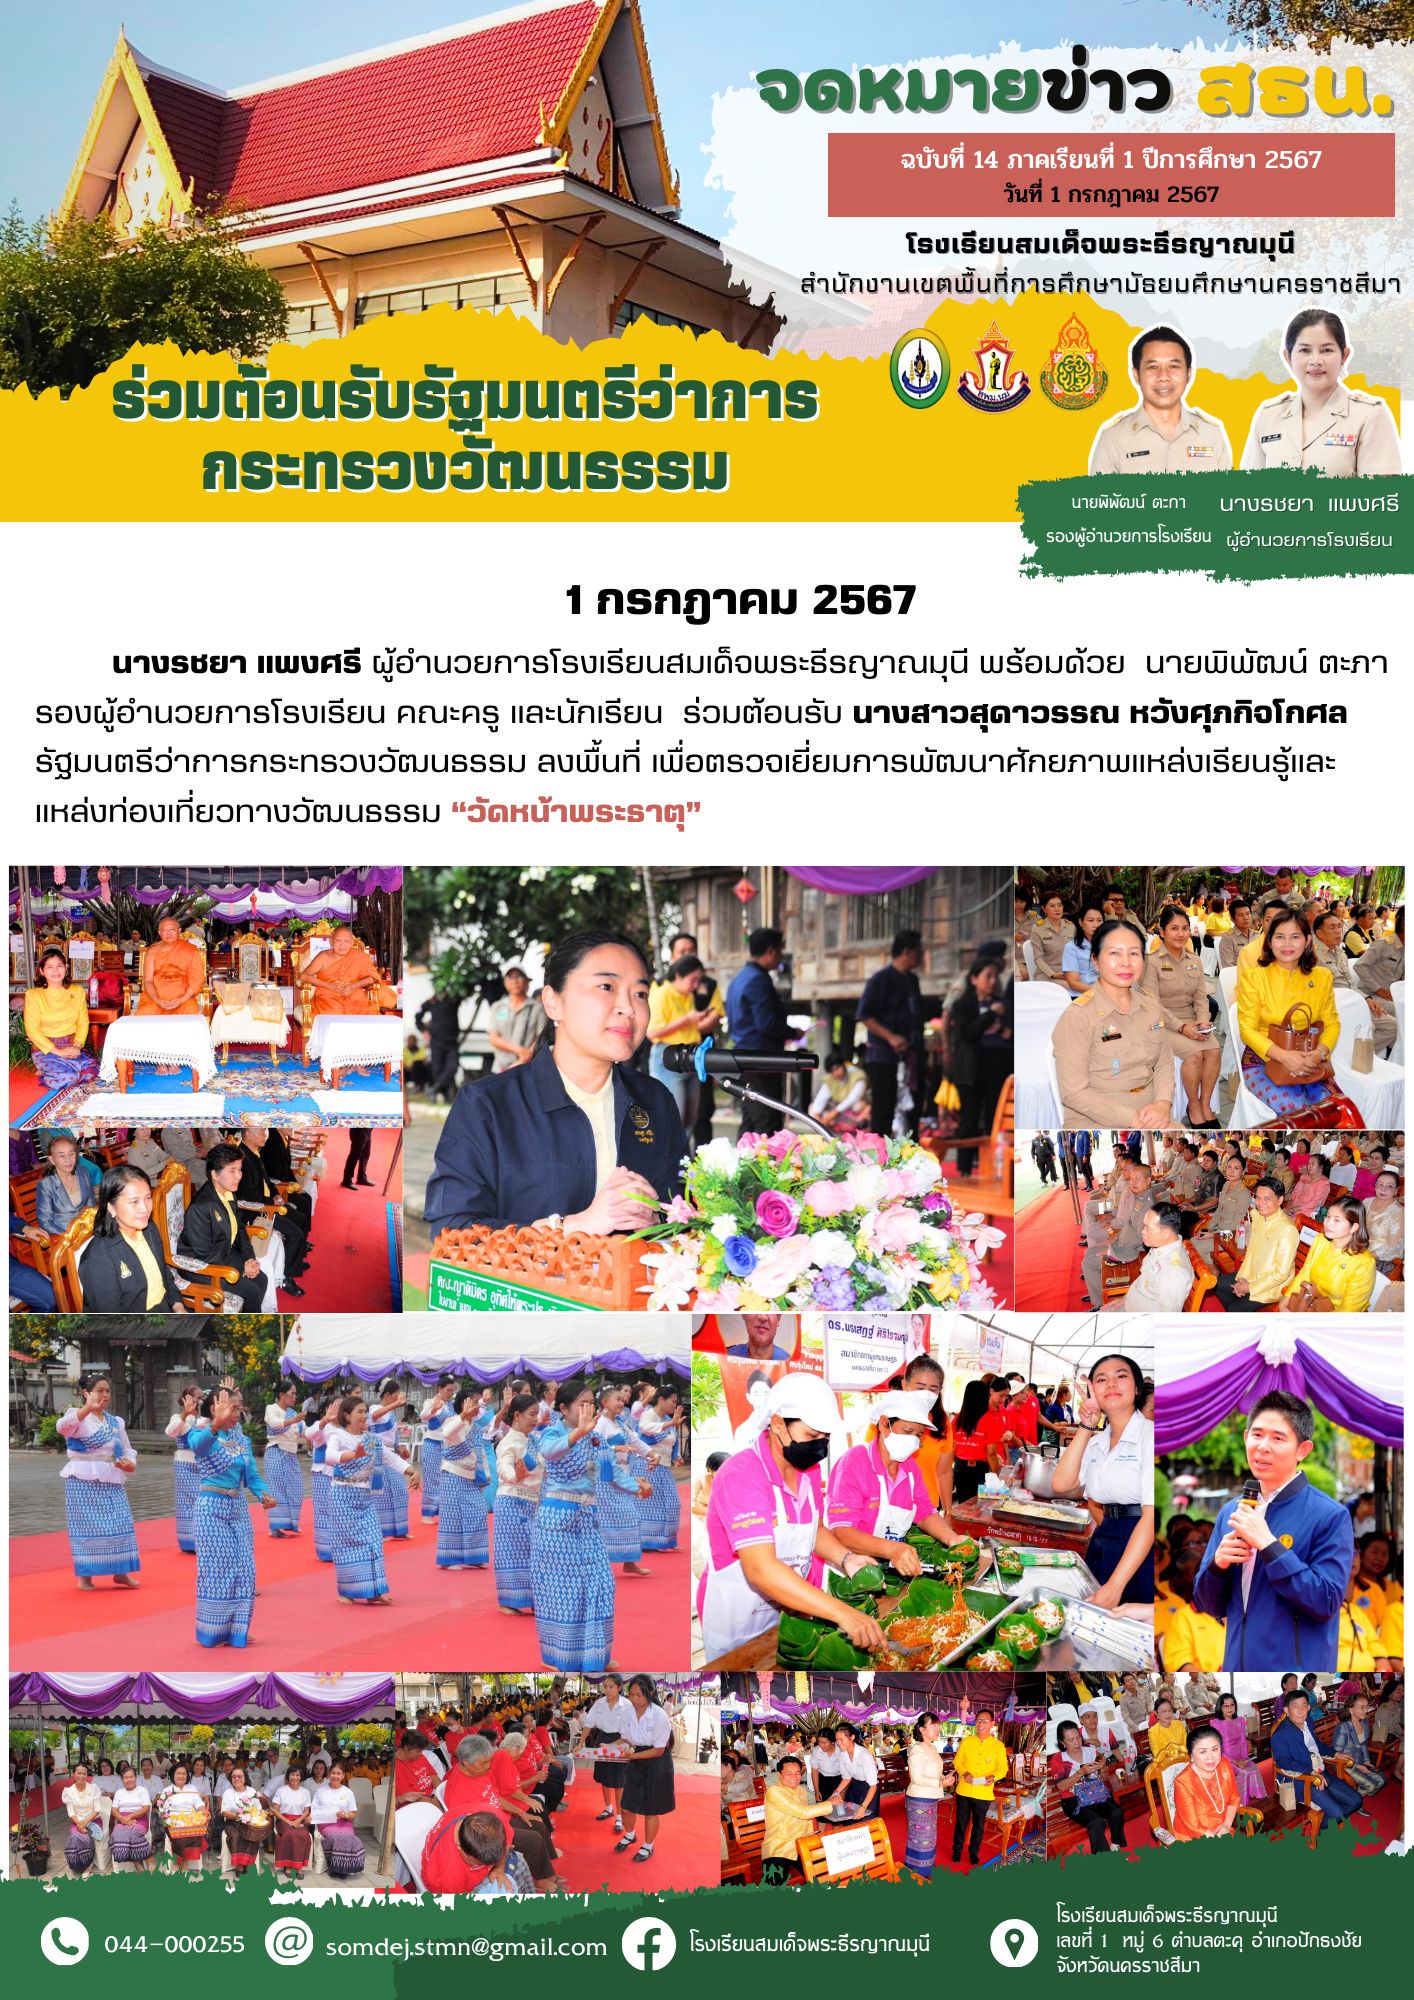 จดหมายข่าว สธน.
ฉบับที่ 14 ภาคเรียนที่ 1 ปีการศึกษา 2567
วันที่ 1 กรกฎาคม 2567
โรงเรียนสมเด็จพระธีรญาณมุนี
สำนักงานเขตพื้นที่การศึกษามัธยมศึกษานครราชสีมา
สพม.นม
ร่วมต้อนรับรัฐมนตรีว่าการ
กระทรวงวัฒนธรรม
นายพิพัฒน์ ตะภา
รองผู้อำนวยการโรงเรียน
นางรชยา แพงศรี
ผู้อำนวยการโรงเรียน
1 กรกฎาคม 2567
นางรชยา แพงศรี ผู้อำนวยการโรงเรียนสมเด็จพระธีรญาณมุนี พร้อมด้วย นายพิพัฒน์ ตะภา
รองผู้อำนวยการโรงเรียน คณะครู และนักเรียน ร่วมต้อนรับ นางสาวสุดาวรรณ หวังศุภกิจโกศล
รัฐมนตรีว่าการกระทรวงวัฒนธรรม ลงพื้นที่ เพื่อตรวจเยี่ยมการพัฒนาศักยภาพแหล่งเรียนรู้และ
แหล่งท่องเที่ยวทางวัฒนธรรม “วัดหน้าพระธาตุ”
สมาชิกสภาผู้แทนราษฎร
044-000255
somdej.stmn@gmail.com
โรงเรียนสมเด็จพระธีรญาณมุนี
โรงเรียนสมเด็จพระธีรญาณมุนี
เลขที่ 1 หมู่ 6 ตำบลตะคุ อำเภอปักธงชัย
จังหวัดนครราชสีมา